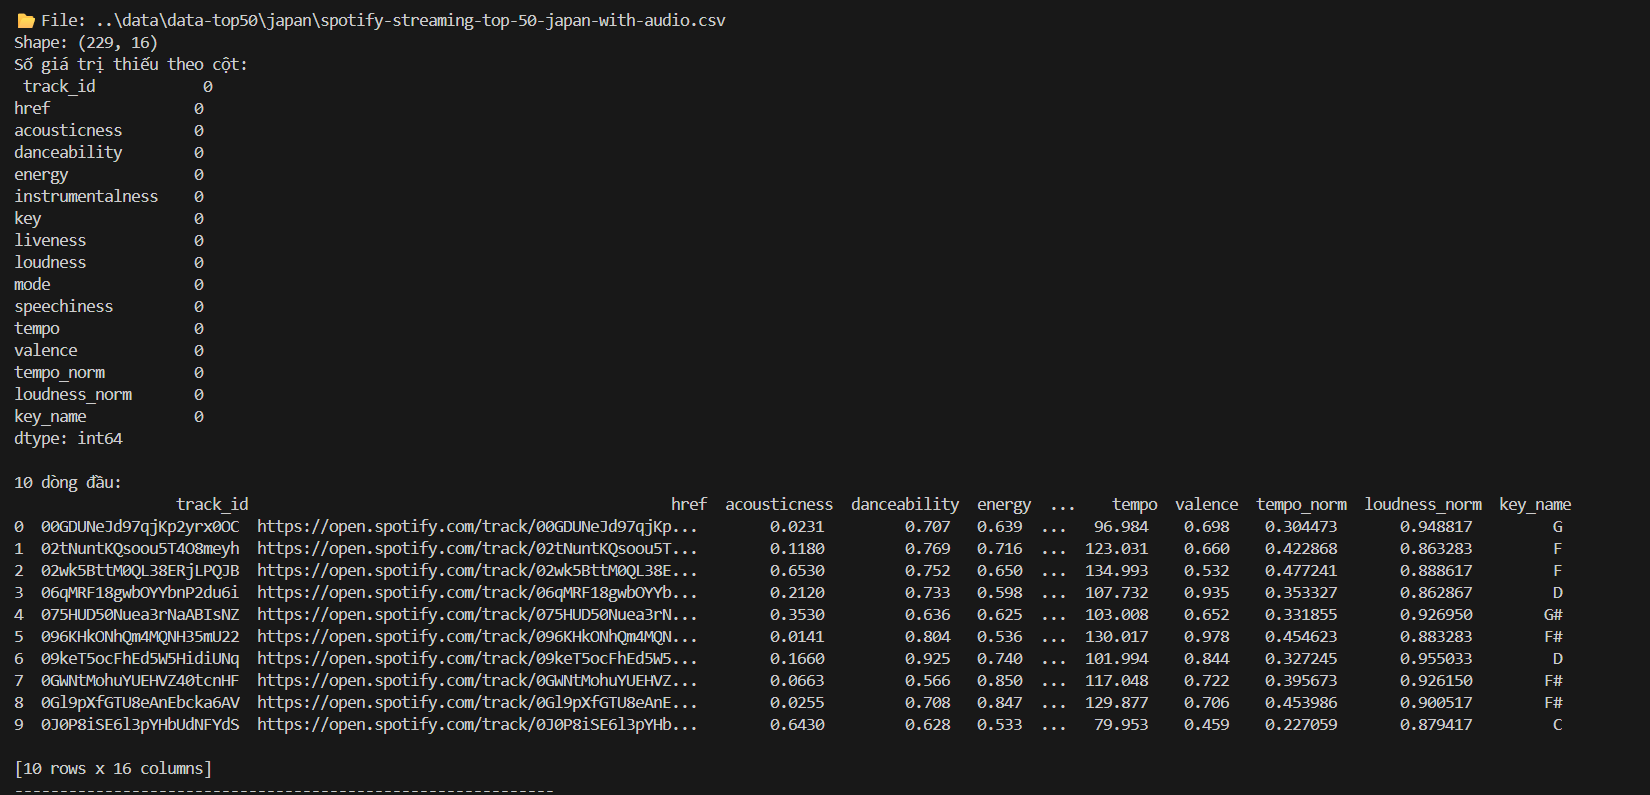 📂 File: ..\data\data-top50\japan\spotify-streaming-top-50-japan-with-audio.csv
Shape: (229, 16)
Số giá trị thiếu theo cột:
 track_id            0
href                0
acousticness        0
danceability        0
energy              0
instrumentalness    0
key                 0
liveness            0
loudness            0
mode                0
speechiness         0
tempo               0
valence             0
tempo_norm          0
loudness_norm       0
key_name            0
dtype: int64

10 dòng đầu:
                  track_id                                               href  acousticness  danceability  energy  ...    tempo  valence  tempo_norm  loudness_norm  key_name
0  00GDUNeJd97qjKp2yrx0OC  https://open.spotify.com/track/00GDUNeJd97qjKp...        0.0231         0.707   0.639  ...   96.984    0.698    0.304473       0.948817         G
1  02tNuntKQsoou5T4O8meyh  https://open.spotify.com/track/02tNuntKQsoou5T...        0.1180         0.769   0.716  ...  123.031    0.660    0.422868       0.863283         F
2  02wk5BttM0QL38ERjLPQJB  https://open.spotify.com/track/02wk5BttM0QL38E...        0.6530         0.752   0.650  ...  134.993    0.532    0.477241       0.888617         F
3  06qMRF18gwbOYYbnP2du6i  https://open.spotify.com/track/06qMRF18gwbOYYb...        0.2120         0.733   0.598  ...  107.732    0.935    0.353327       0.862867         D
4  075HUD50Nuea3rNaABIsNZ  https://open.spotify.com/track/075HUD50Nuea3rN...        0.3530         0.636   0.625  ...  103.008    0.652    0.331855       0.926950        G#
5  096KHkONhQm4MQNH35mU22  https://open.spotify.com/track/096KHkONhQm4MQN...        0.0141         0.804   0.536  ...  130.017    0.978    0.454623       0.883283        F#
6  09keT5ocFhEd5W5HidiUNq  https://open.spotify.com/track/09keT5ocFhEd5W5...        0.1660         0.925   0.740  ...  101.994    0.844    0.327245       0.955033         D
7  0GWNtMohuYUEHVZ40tcnHF  https://open.spotify.com/track/0GWNtMohuYUEHVZ...        0.0663         0.566   0.850  ...  117.048    0.722    0.395673       0.926150        F#
8  0Gl9pXfGTU8eAnEbcka6AV  https://open.spotify.com/track/0Gl9pXfGTU8eAnE...        0.0255         0.708   0.847  ...  129.877    0.706    0.453986       0.900517        F#
9  0J0P8iSE6l3pYHbUdNFYdS  https://open.spotify.com/track/0J0P8iSE6l3pYHb...        0.6430         0.628   0.533  ...   79.953    0.459    0.227059       0.879417         C

[10 rows x 16 columns]
------------------------------------------------------------